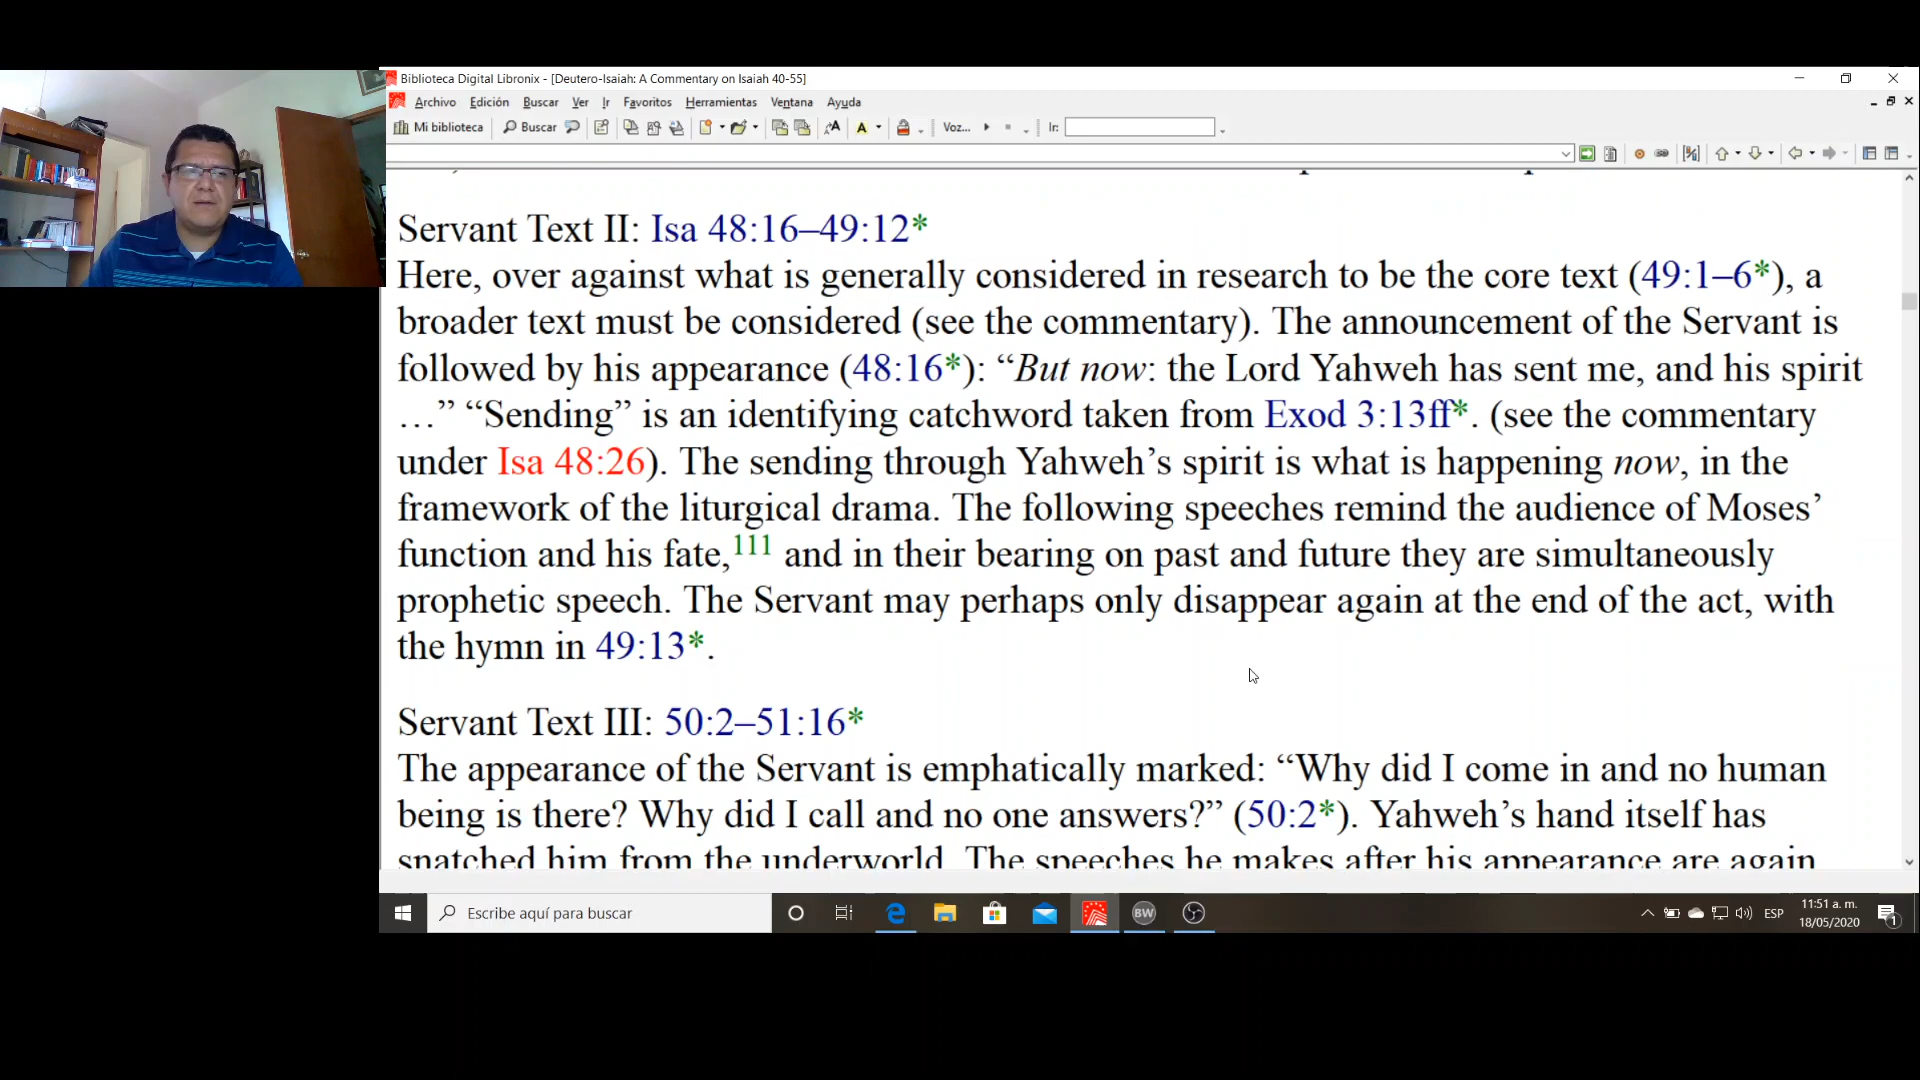 Biblioteca Digital Libronix - [Deutero-Isaiah: A Commentary on Isaiah 40-55]
Archivo Edición Buscar Ver Ir Favoritos Herramientas Ventana Ayuda
Mi biblioteca Buscar Voz... Ir:
Servant Text II: Isa 48:16–49:12*
Here, over against what is generally considered in research to be the core text (49:1–6*), a
broader text must be considered (see the commentary). The announcement of the Servant is
followed by his appearance (48:16*): “But now: the Lord Yahweh has sent me, and his spirit
…” “Sending” is an identifying catchword taken from Exod 3:13ff*. (see the commentary
under Isa 48:26). The sending through Yahweh’s spirit is what is happening now, in the
framework of the liturgical drama. The following speeches remind the audience of Moses’
function and his fate,111 and in their bearing on past and future they are simultaneously
prophetic speech. The Servant may perhaps only disappear again at the end of the act, with
the hymn in 49:13*.
Servant Text III: 50:2–51:16*
The appearance of the Servant is emphatically marked: “Why did I come in and no human
being is there? Why did I call and no one answers?” (50:2*). Yahweh’s hand itself has
snatched him from the underworld. The speeches he makes after his appearance are again
Escribe aquí para buscar
BW
ESP
11:51 a. m.
18/05/2020
1